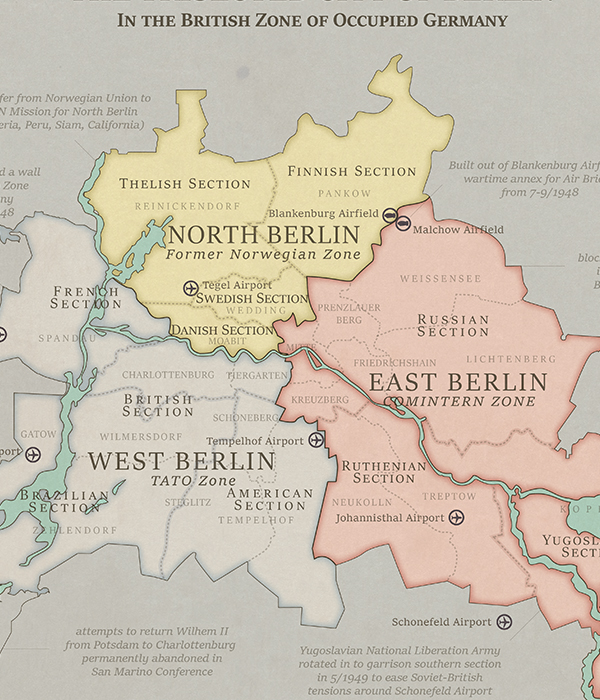 IN THE BRITISH ZONE OF OCCUPIED GERMANY
fer from Norwegian Union to
N Mission for North Berlin
eria, Peru, Siam, California)
d a wall
Zone
ny
48
Built out of Blankenburg Airf
wartime annex for Air Bri
from 7-9/1948
THELISH SECTION
REINICKENDORF
FINNISH SECTION
PANKOW
Blankenburg Airfield
Malchow Airfield
NORTH BERLIN
Former Norwegian Zone
bloc
i
B
WEISSENSEE
Tegel Airport
SWEDISH SECTION
WEDDING
FRENCH
SECTION
PRENZLAUER
BERG
RUSSIAN
SECTION
DANISH SECTION
MOABIT
SPANDAU
MITTE
LICHTENBERG
FRIEDRICHSHAIN
CHARLOTTENBURG
TIERGARTEN
EAST BERLIN
COMINTERN ZONE
KREUZBERG
BRITISH
SECTION
SCHÖNEBERG
GATOW
WILMERSDORF
Tempelhof Airport
port
WEST BERLIN
TATO Zone
RUTHENIAN
SECTION
BRAZILIAN
SECTION
STEGLITZ
AMERICAN
SECTION
TEMPELHOF
NEUKOLLN
TREPTOW
KOP
Johannisthal Airport
ZEHLENDORF
YUGOSL
SECTI
Schonefeld Airport
attempts to return Wilhem II
from Potsdam to Charlottenburg
permanently abandoned in
San Marino Conference
Yugoslavian National Liberation Army
rotated in to garrison southern section
in 5/1949 to ease Soviet-British
tensions around Schonefeld Airport